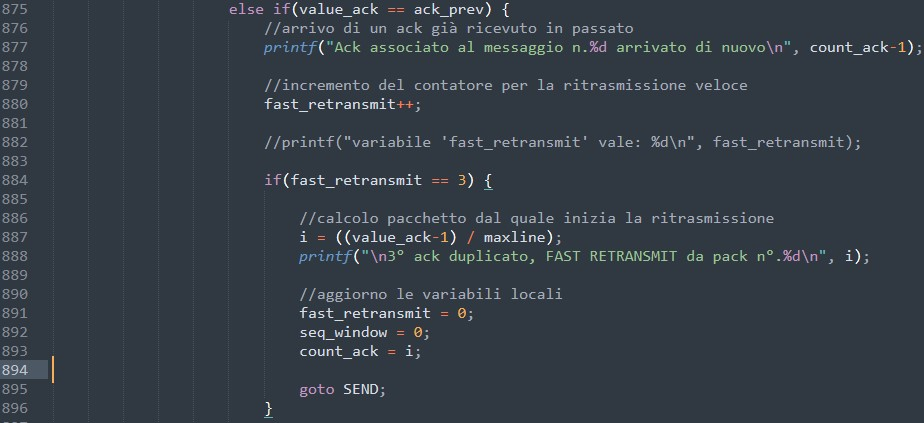 875 else if(value_ack == ack_prev) {
876 //arrivo di un ack già ricevuto in passato
877 printf("Ack associato al messaggio n.%d arrivato di nuovo\n", count_ack-1);
878
879 //incremento del contatore per la ritrasmissione veloce
880 fast_retransmit++;
881
882 //printf("variabile 'fast_retransmit' vale: %d\n", fast_retransmit);
883
884 if(fast_retransmit == 3) {
885
886 //calcolo pacchetto dal quale inizia la ritrasmissione
887 i = ((value_ack-1) / maxline);
888 printf("\n3° ack duplicato, FAST RETRANSMIT da pack n°.%d\n", i);
889
890 //aggiorno le variabili locali
891 fast_retransmit = 0;
892 seq_window = 0;
893 count_ack = i;
894
895 goto SEND;
896 }